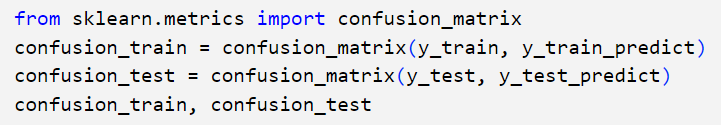 from sklearn.metrics import confusion_matrix
confusion_train = confusion_matrix(y_train, y_train_predict)
confusion_test = confusion_matrix(y_test, y_test_predict)
confusion_train, confusion_test